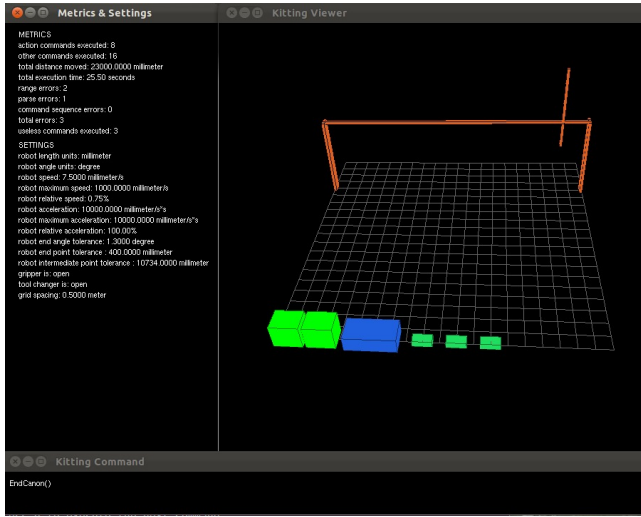 Metrics & Settings
Kitting Viewer
METRICS
action commands executed: 8
other commands executed: 16
total distance moved: 23000.0000 millimeter
total execution time: 25.50 seconds
range errors: 2
parse errors: 1
command sequence errors: 0
total errors: 3
useless commands executed: 3
SETTINGS
robot length units: millimeter
robot angle units: degree
robot speed: 7.5000 millimeter/s
robot maximum speed: 1000.0000 millimeter/s
robot relative speed: 0.75%
robot acceleration: 10000.0000 millimeter/s*s
robot maximum acceleration: 10000.0000 millimeter/s*s
robot relative acceleration: 100.00%
robot end angle tolerance: 1.3000 degree
robot end point tolerance : 400.0000 millimeter
robot intermediate point tolerance : 10734.0000 millimeter
gripper is: open
tool changer is: open
grid spacing: 0.5000 meter
Kitting Command
EndCanon()